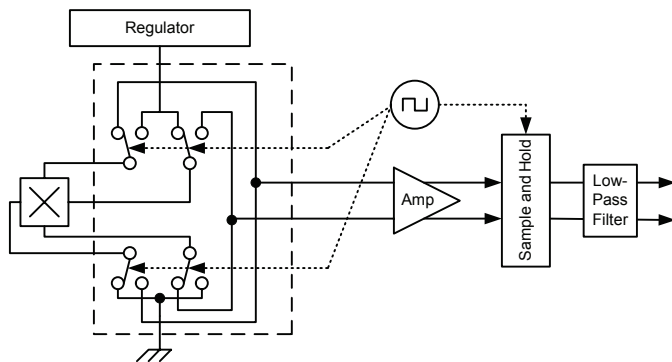 Regulator
Amp
Sample and Hold
Low-
Pass
Filter